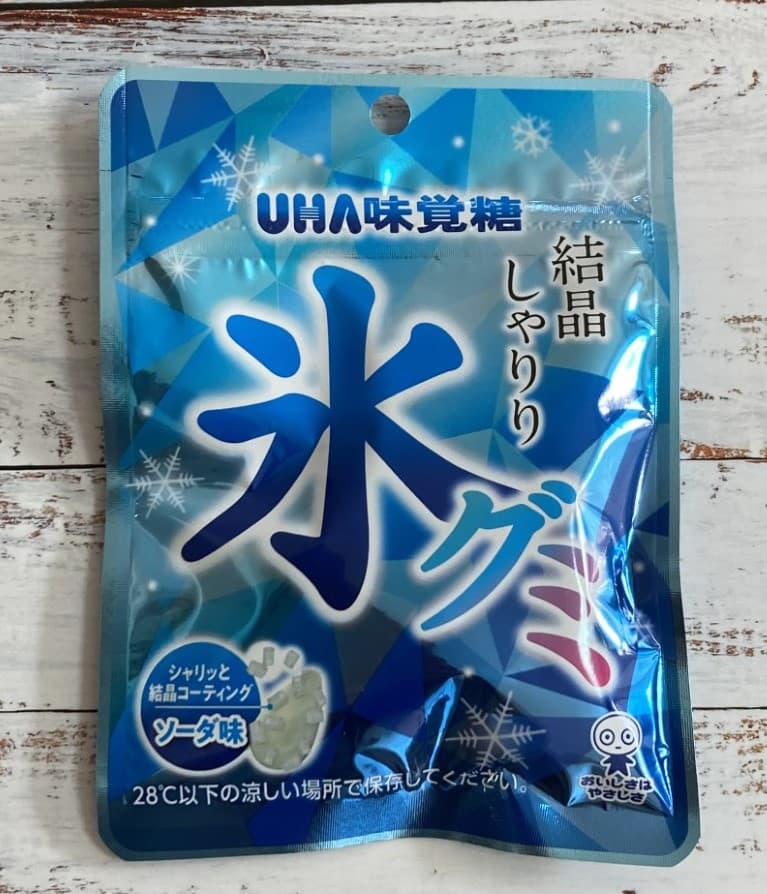 UHA味覚糖
結晶
しゃりり
氷グミ
シャリッと
結晶コーティング
ソーダ味
28℃以下の涼しい場所で保存してください。
おいしさは
やさしさ